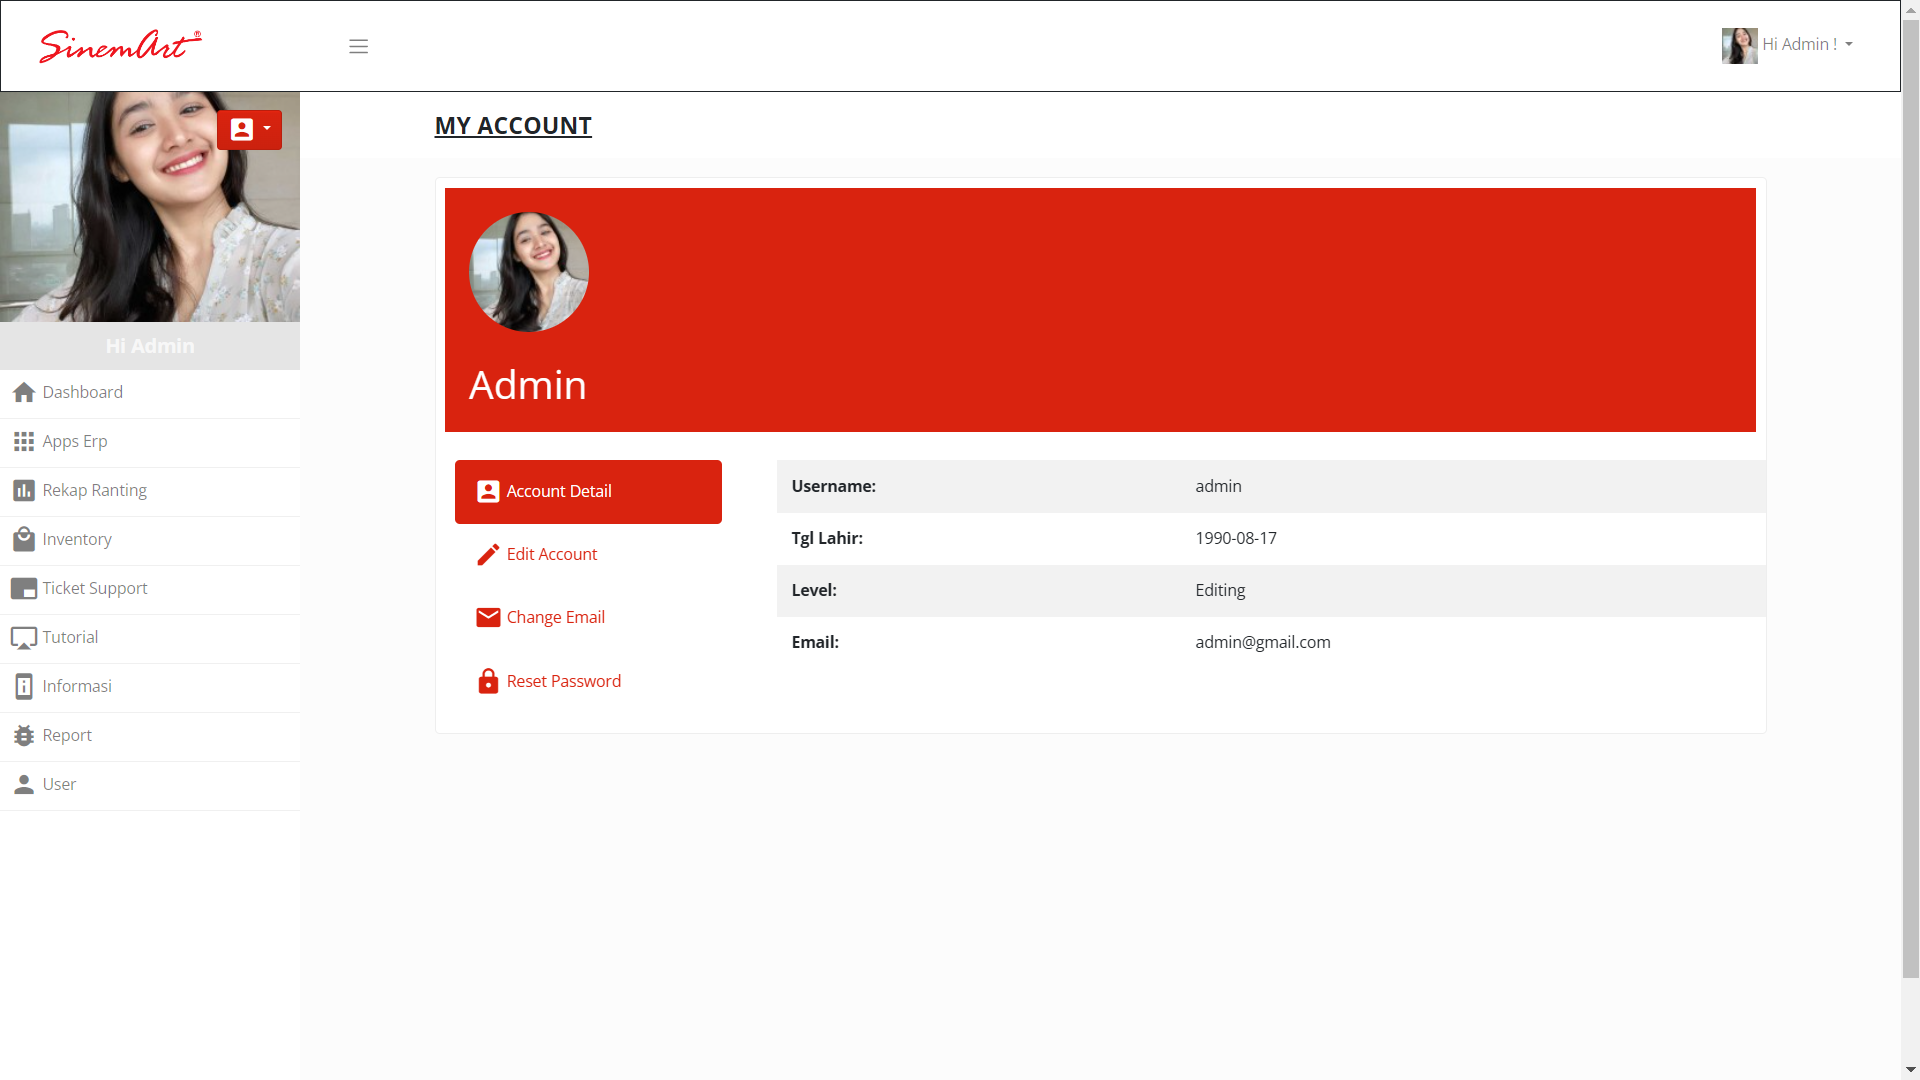 SinemArt®
Hi Admin !
Hi Admin
Dashboard
Apps Erp
Rekap Ranting
Inventory
Ticket Support
Tutorial
Informasi
Report
User
MY ACCOUNT
Admin
Account Detail
Edit Account
Change Email
Reset Password
Username: admin
Tgl Lahir: 1990-08-17
Level: Editing
Email: admin@gmail.com